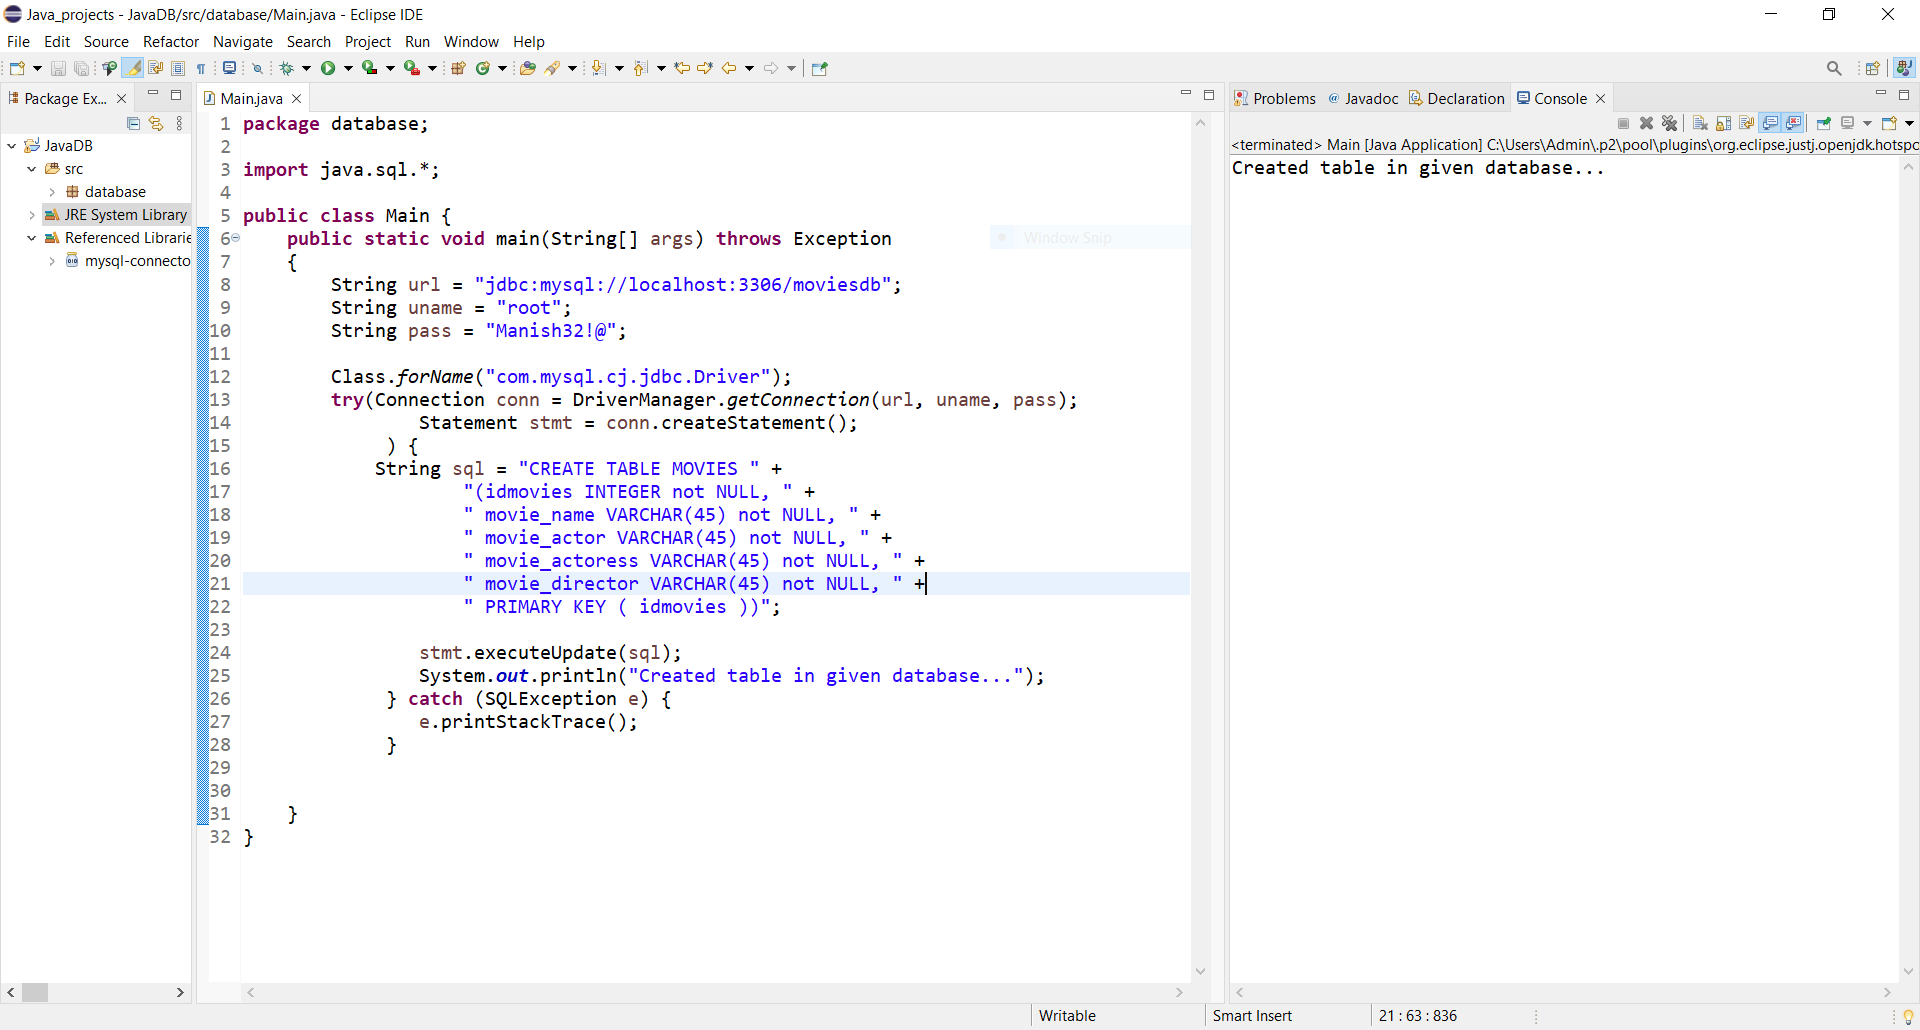 Java_projects - JavaDB/src/database/Main.java - Eclipse IDE
File Edit Source Refactor Navigate Search Project Run Window Help
Package Ex...
JavaDB
src
database
JRE System Library
Referenced Librarie
mysql-connecto
Main.java
1 package database;
2
3 import java.sql.*;
4
5 public class Main {
6 public static void main(String[] args) throws Exception
7 {
8 String url = "jdbc:mysql://localhost:3306/moviesdb";
9 String uname = "root";
10 String pass = "Manish32!@";
11
12 Class.forName("com.mysql.cj.jdbc.Driver");
13 try(Connection conn = DriverManager.getConnection(url, uname, pass);
14 Statement stmt = conn.createStatement();
15 ) {
16 String sql = "CREATE TABLE MOVIES " +
17 "(idmovies INTEGER not NULL, " +
18 " movie_name VARCHAR(45) not NULL, " +
19 " movie_actor VARCHAR(45) not NULL, " +
20 " movie_actoress VARCHAR(45) not NULL, " +
21 " movie_director VARCHAR(45) not NULL, " +
22 " PRIMARY KEY ( idmovies ))";
23
24 stmt.executeUpdate(sql);
25 System.out.println("Created table in given database...");
26 } catch (SQLException e) {
27 e.printStackTrace();
28 }
29
30
31 }
32 }
Window Snip
Problems @ Javadoc Declaration Console
<terminated> Main [Java Application] C:\Users\Admin\.p2\pool\plugins\org.eclipse.justj.openjdk.hotspo
Created table in given database...
Writable Smart Insert 21 : 63 : 836